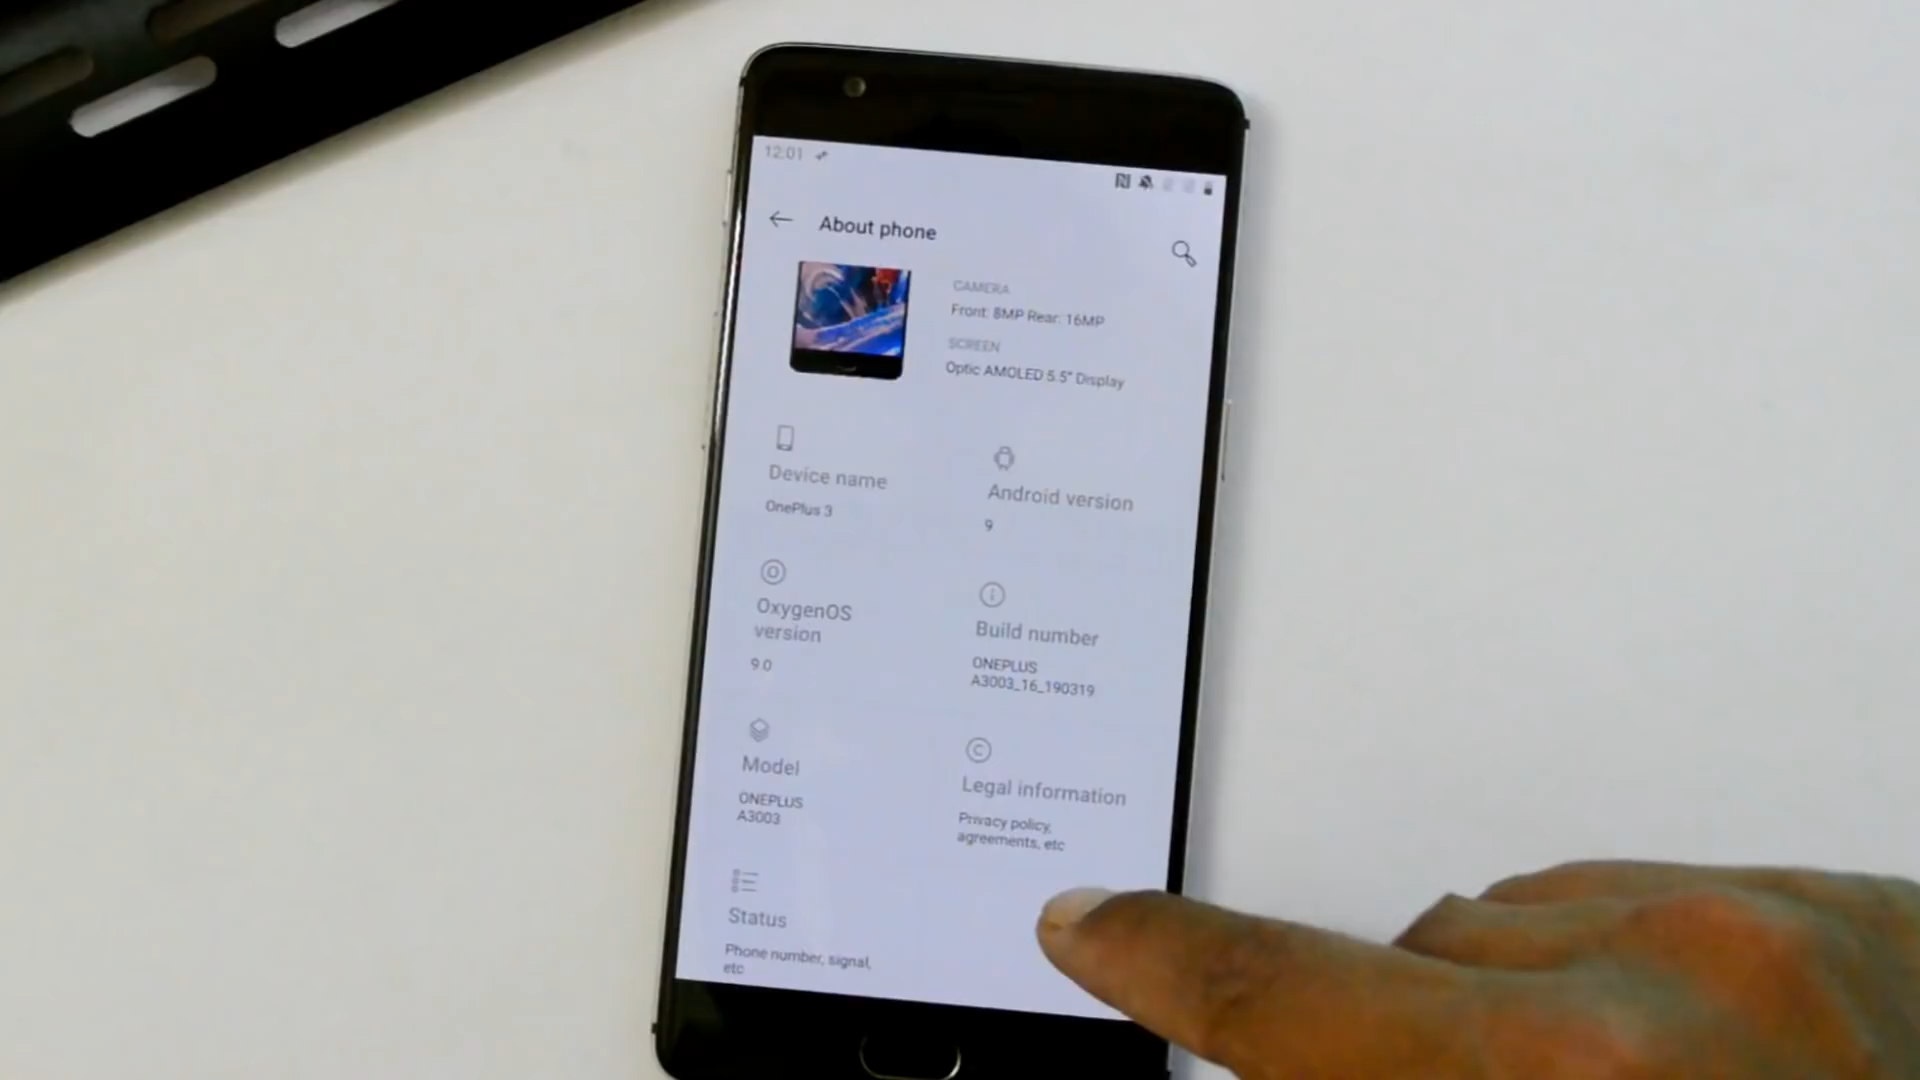 12:01
About phone
CAMERA
Front: 8MP Rear: 16MP
SCREEN
Optic AMOLED 5.5" Display
Device name
OnePlus 3
Android version
9
OxygenOS
version
9.0
Build number
ONEPLUS
A3003_16_190319
Model
ONEPLUS
A3003
Legal information
Privacy policy,
agreements, etc
Status
Phone number, signal,
etc